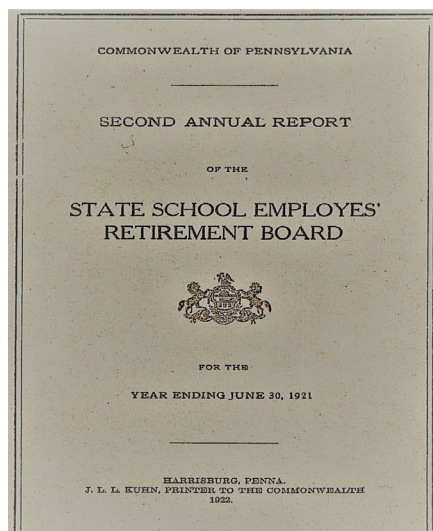 COMMONWEALTH OF PENNSYLVANIA
SECOND ANNUAL REPORT
OF THE
STATE SCHOOL EMPLOYES'
RETIREMENT BOARD
FOR THE
YEAR ENDING JUNE 30, 1921
HARRISBURG, PENNA.
J. L. L. KUHN, PRINTER TO THE COMMONWEALTH
1922.